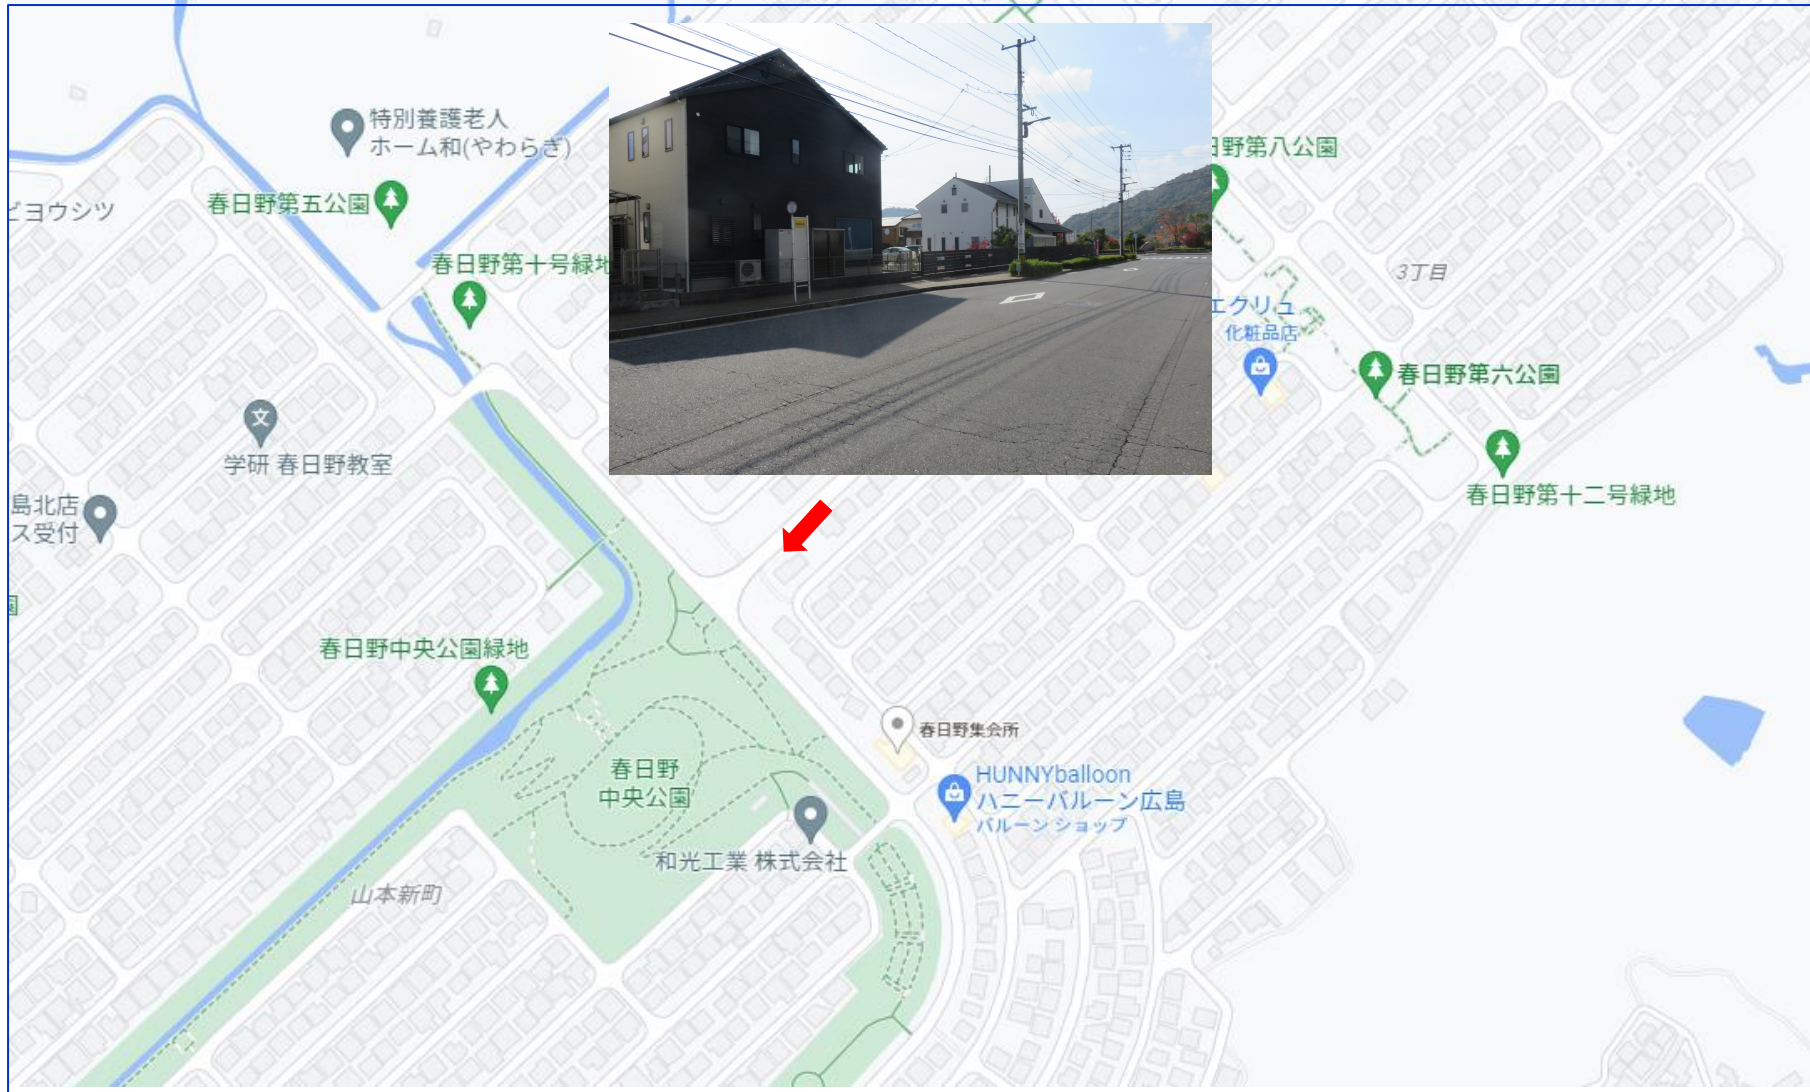 特別養護老人
ホーム和(やわらぎ)
春日野第五公園
ビヨウシツ
春日野第十号緑地
日野第八公園
3丁目
エクリュ
化粧品店
春日野第六公園
春日野第十二号緑地
文
学研 春日野教室
島北店
ス受付
園
春日野中央公園緑地
春日野集会所
春日野
中央公園
HUNNYballoon
ハニーバルーン広島
バルーン ショップ
和光工業 株式会社
山本新町